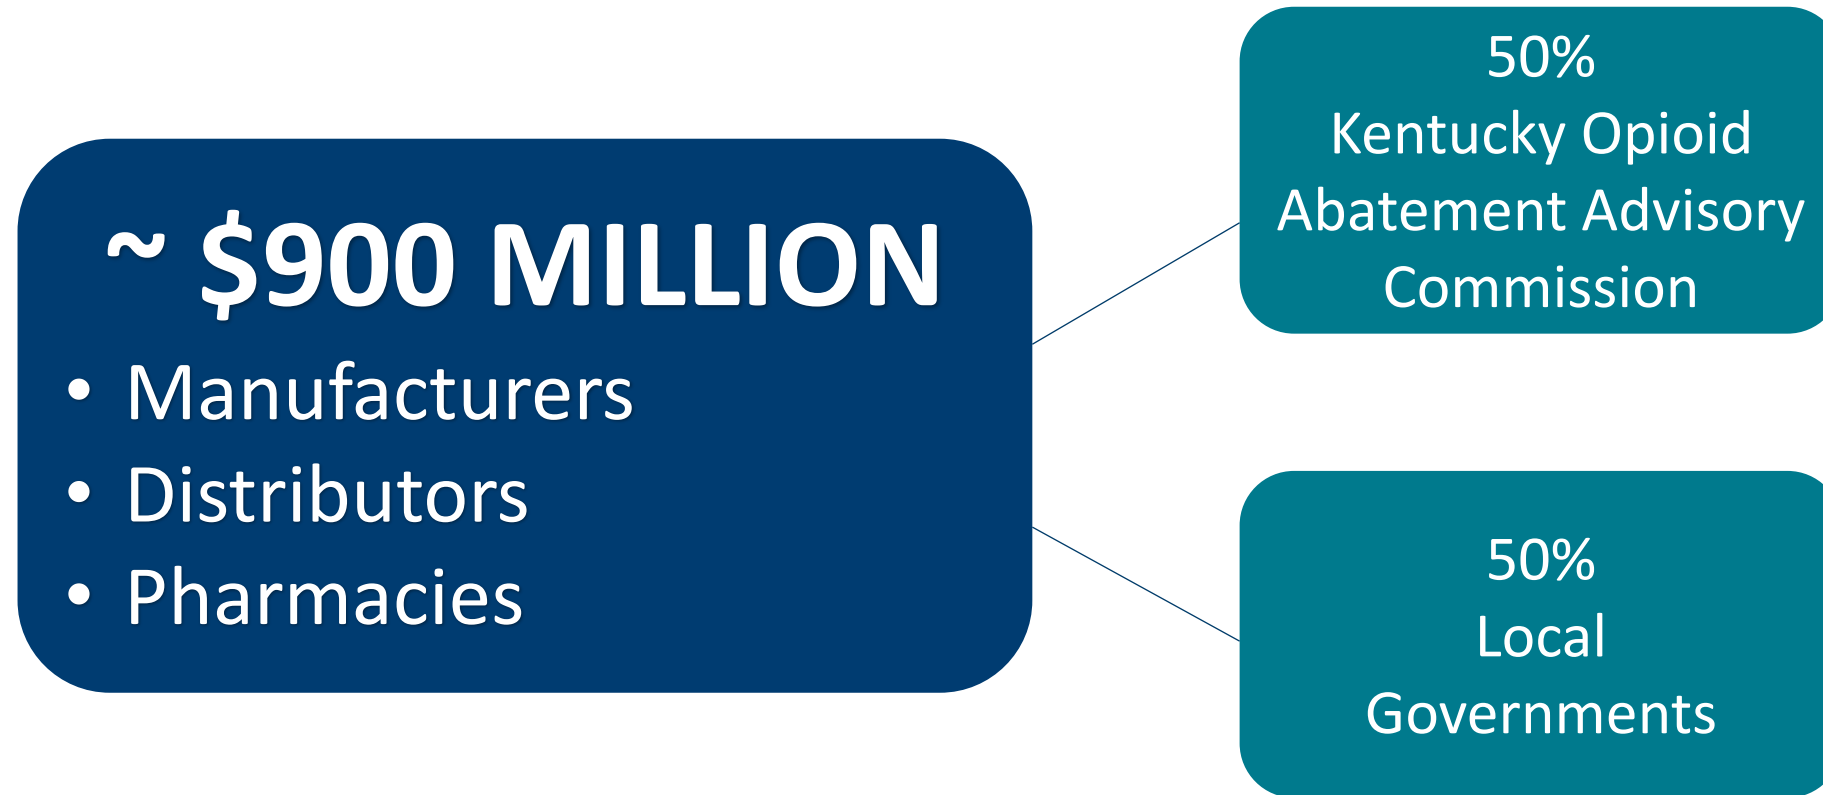 ~ $900 MILLION
• Manufacturers
• Distributors
• Pharmacies
50%
Kentucky Opioid
Abatement Advisory
Commission
50%
Local
Governments